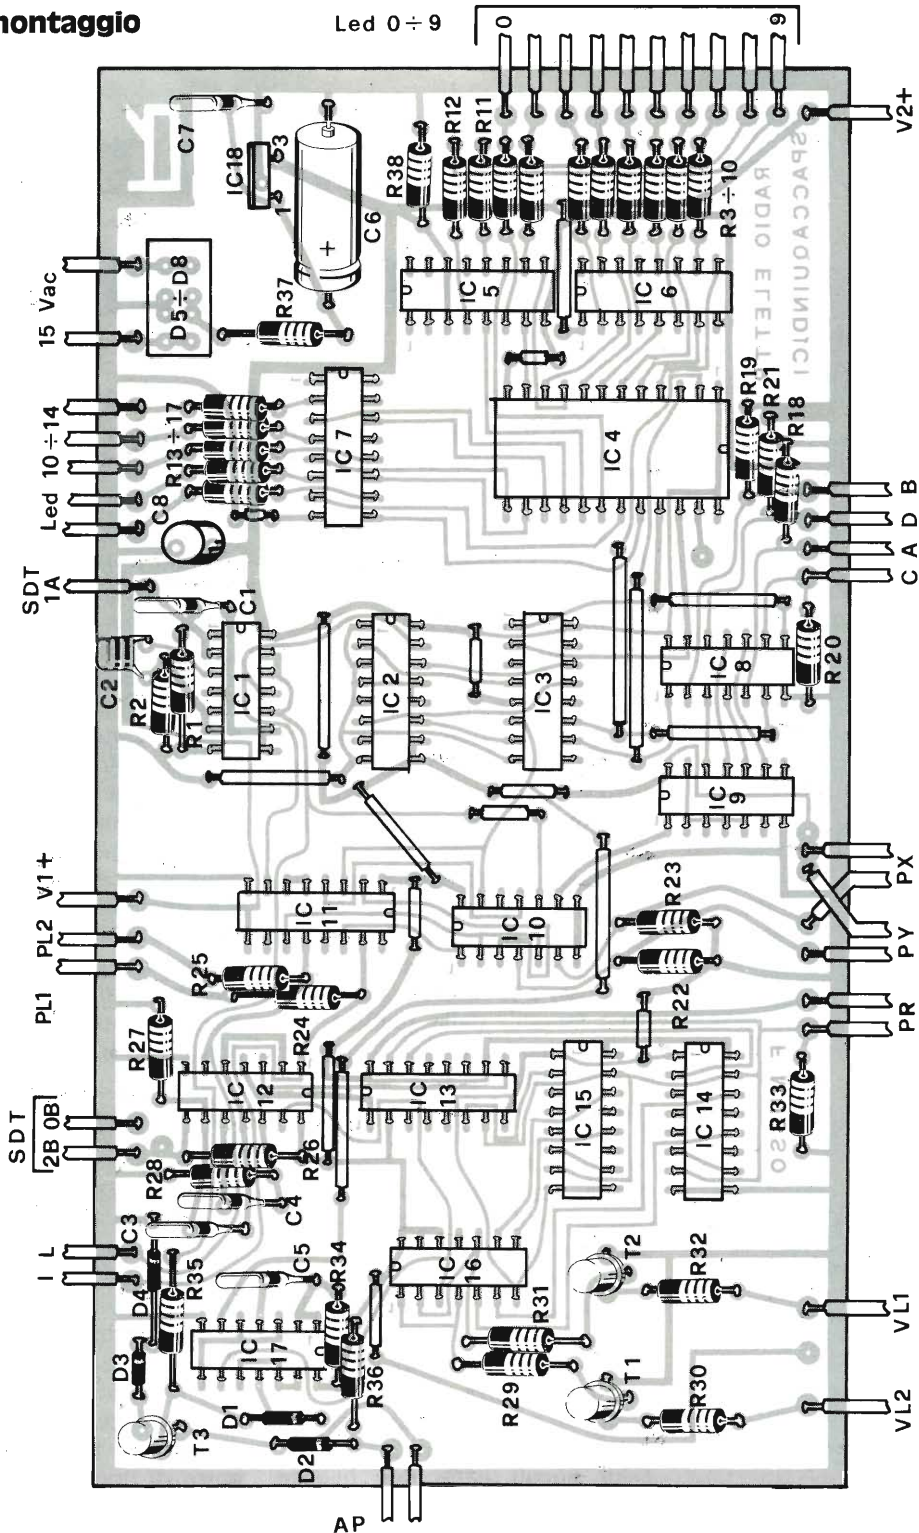 montaggio
Led 0÷9
0
9
V2+
C7
IC18
3
1
C6
+
R38
R12
R11
R3÷10
SPACCAQUINDICI
RADIO ELETT
15 Vac
D5÷D8
R37
IC 5
IC 6
Led 10÷14
R13÷17
IC 7
IC 4
R19
R21
R18
C8
B
D
A
C
SDT 1A
C1
C2
R2
R1
IC 1
IC 2
IC 3
IC 8
R20
IC 9
V1+
PL2
PL1
IC 11
IC 10
R23
R22
PX
PY
PR
R25
R24
R27
IC 12
IC 13
IC 15
IC 14
R33
SDT
0B
2B
R26
R28
C4
C3
L
I
D4
R35
C5
R34
IC 16
T2
R32
R31
VL1
D3
IC 17
R36
R29
T1
R30
VL2
T3
D1
D2
AP